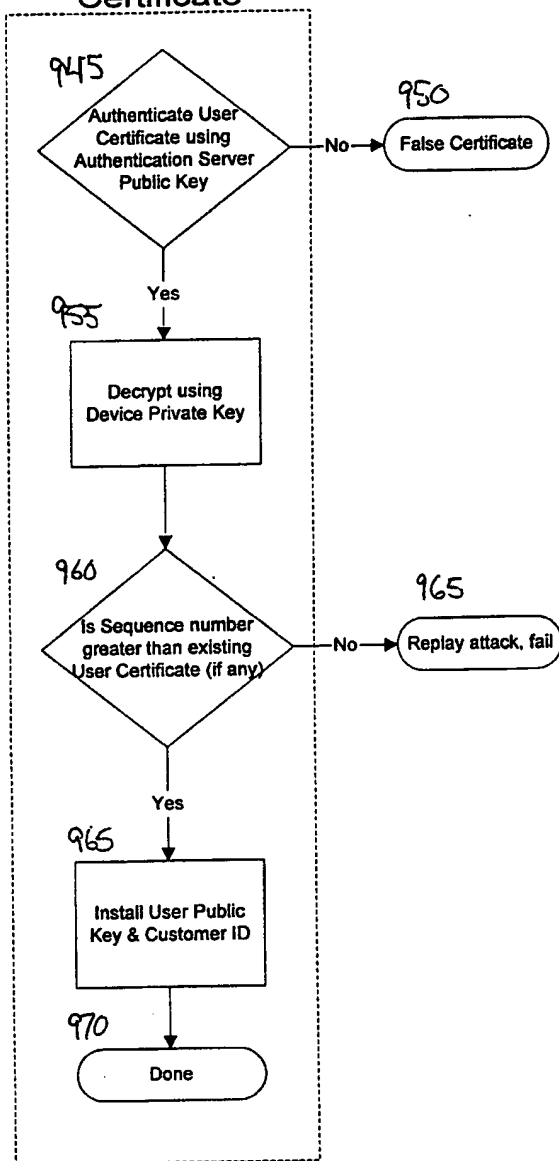 Certificate
945
Authenticate User
Certificate using
Authentication Server
Public Key
No
950
False Certificate
Yes
955
Decrypt using
Device Private Key
960
Is Sequence number
greater than existing
User Certificate (if any)
No
965
Replay attack, fail
Yes
965
Install User Public
Key & Customer ID
970
Done